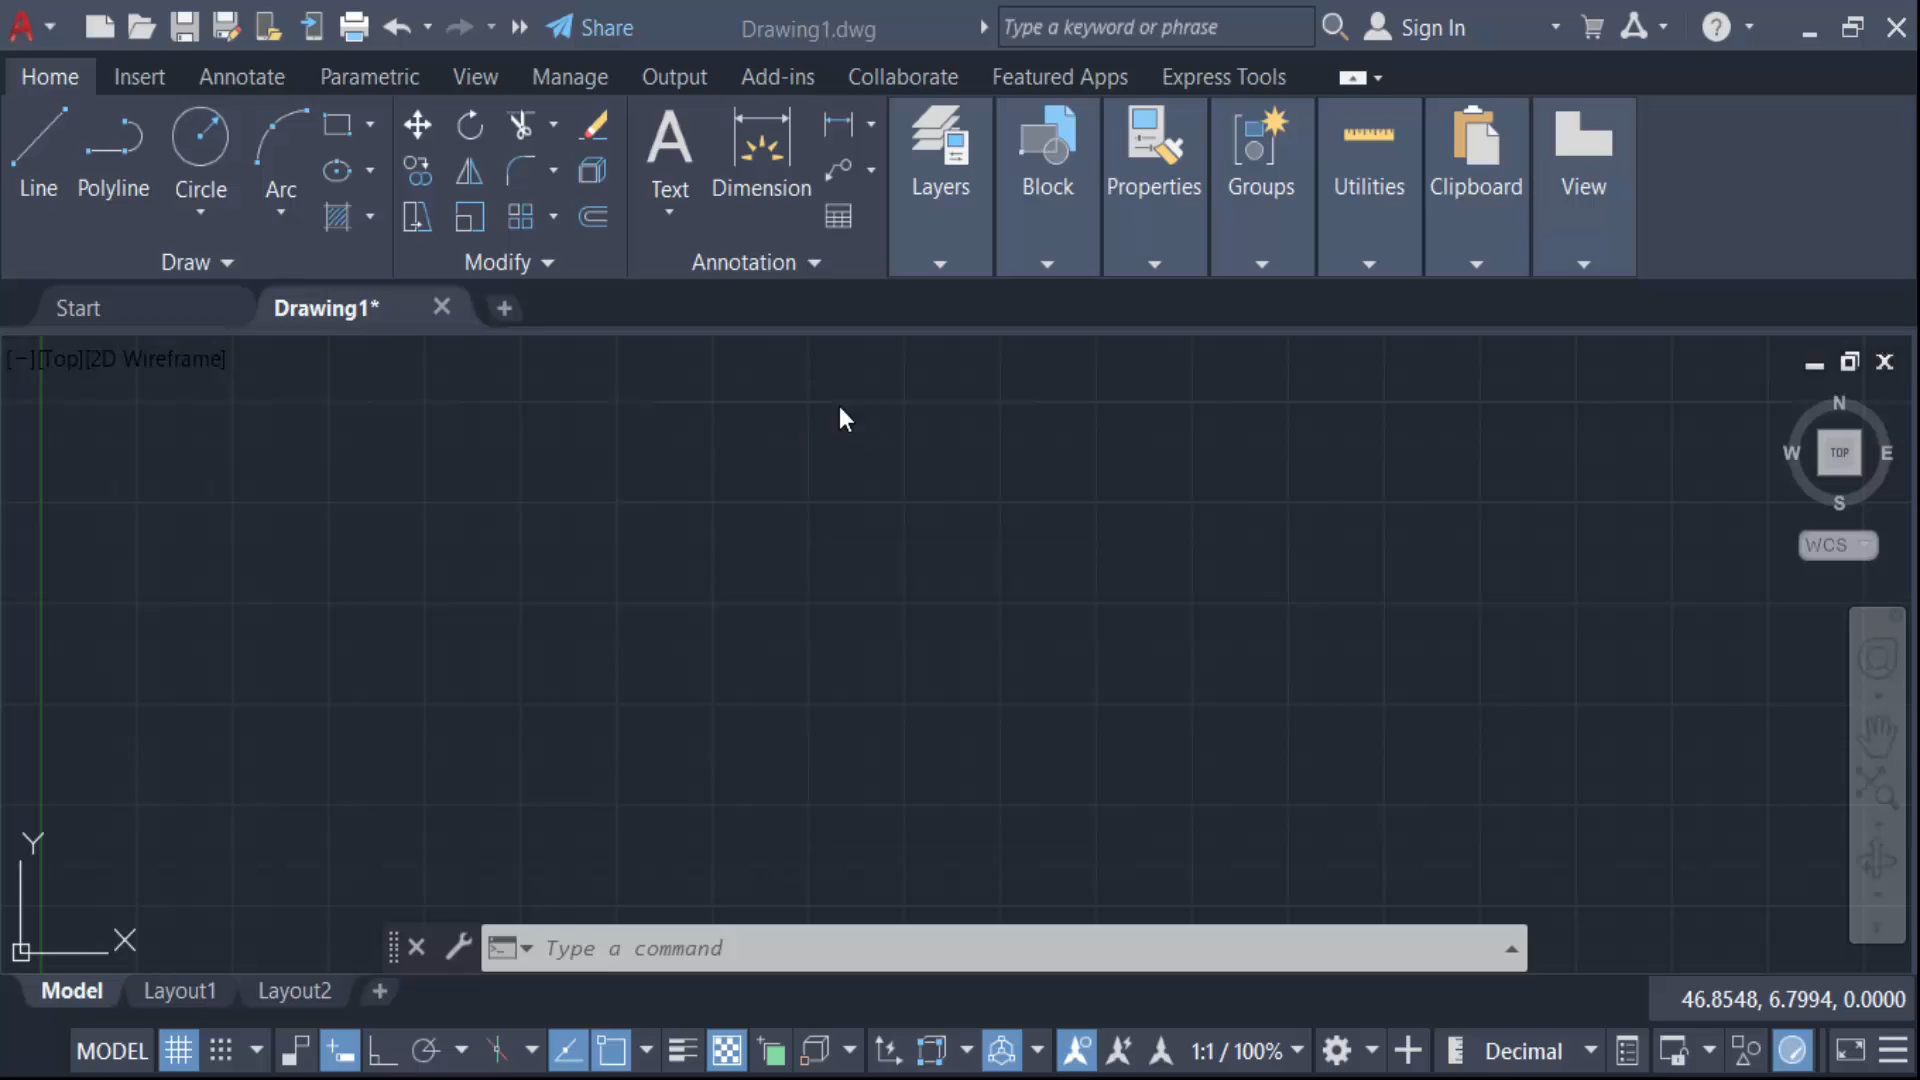 Share
Drawing1.dwg
Type a keyword or phrase
Sign In
Home
Insert
Annotate
Parametric
View
Manage
Output
Add-ins
Collaborate
Featured Apps
Express Tools
Line
Polyline
Circle
Arc
Text
Dimension
Layers
Block
Properties
Groups
Utilities
Clipboard
View
Draw
Modify
Annotation
Start
Drawing1*
[−][Top][2D Wireframe]
N
W
TOP
E
S
WCS
Y
X
Type a command
Model
Layout1
Layout2
46.8548, 6.7994, 0.0000
MODEL
1:1 / 100%
Decimal